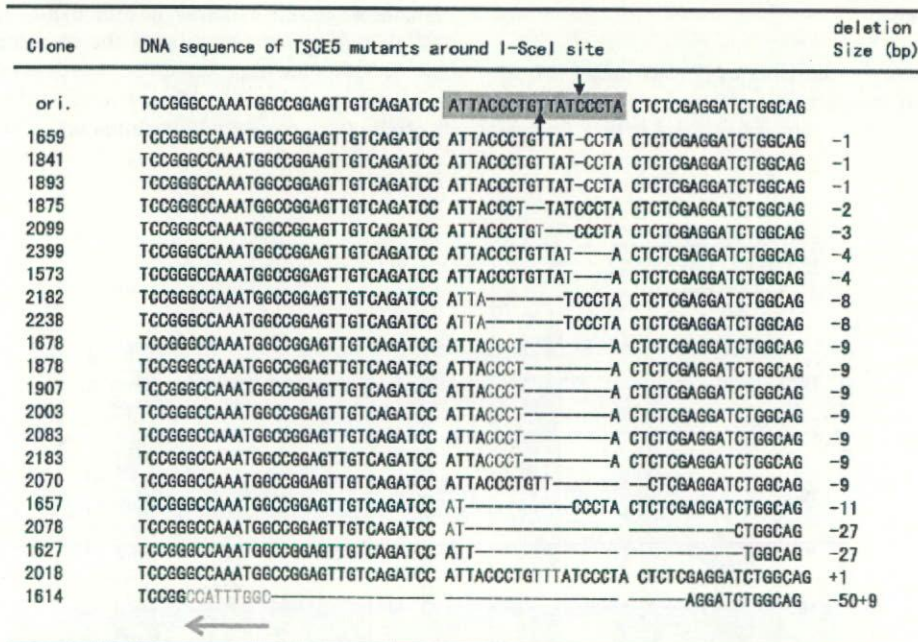 deletion
Clone DNA sequence of TSCE5 mutants around I-SceI site Size (bp)
ori. TCCGGGCCAAATGGCCGGAGTTGTCAGATCC ATTACCCTGTTATCCCTA CTCTCGAGGATCTGGCAG
1659 TCCGGGCCAAATGGCCGGAGTTGTCAGATCC ATTACCCTGTTAT-CCTA CTCTCGAGGATCTGGCAG -1
1841 TCCGGGCCAAATGGCCGGAGTTGTCAGATCC ATTACCCTGTTAT-CCTA CTCTCGAGGATCTGGCAG -1
1893 TCCGGGCCAAATGGCCGGAGTTGTCAGATCC ATTACCCTGTTAT-CCTA CTCTCGAGGATCTGGCAG -1
1875 TCCGGGCCAAATGGCCGGAGTTGTCAGATCC ATTACCCT--TATCCCTA CTCTCGAGGATCTGGCAG -2
2099 TCCGGGCCAAATGGCCGGAGTTGTCAGATCC ATTACCCTGT---CCCTA CTCTCGAGGATCTGGCAG -3
2399 TCCGGGCCAAATGGCCGGAGTTGTCAGATCC ATTACCCTGTTAT----A CTCTCGAGGATCTGGCAG -4
1573 TCCGGGCCAAATGGCCGGAGTTGTCAGATCC ATTACCCTGTTAT----A CTCTCGAGGATCTGGCAG -4
2182 TCCGGGCCAAATGGCCGGAGTTGTCAGATCC ATTA--------TCCCTA CTCTCGAGGATCTGGCAG -8
2238 TCCGGGCCAAATGGCCGGAGTTGTCAGATCC ATTA--------TCCCTA CTCTCGAGGATCTGGCAG -8
1678 TCCGGGCCAAATGGCCGGAGTTGTCAGATCC ATTACCCT---------A CTCTCGAGGATCTGGCAG -9
1878 TCCGGGCCAAATGGCCGGAGTTGTCAGATCC ATTACCCT---------A CTCTCGAGGATCTGGCAG -9
1907 TCCGGGCCAAATGGCCGGAGTTGTCAGATCC ATTACCCT---------A CTCTCGAGGATCTGGCAG -9
2003 TCCGGGCCAAATGGCCGGAGTTGTCAGATCC ATTACCCT---------A CTCTCGAGGATCTGGCAG -9
2083 TCCGGGCCAAATGGCCGGAGTTGTCAGATCC ATTACCCT---------A CTCTCGAGGATCTGGCAG -9
2183 TCCGGGCCAAATGGCCGGAGTTGTCAGATCC ATTACCCT---------A CTCTCGAGGATCTGGCAG -9
2070 TCCGGGCCAAATGGCCGGAGTTGTCAGATCC ATTACCCTGTT------- --CTCGAGGATCTGGCAG -9
1657 TCCGGGCCAAATGGCCGGAGTTGTCAGATCC AT-----------CCCTA CTCTCGAGGATCTGGCAG -11
2078 TCCGGGCCAAATGGCCGGAGTTGTCAGATCC AT---------------- -----------CTGGCAG -27
1627 TCCGGGCCAAATGGCCGGAGTTGTCAGATCC ATT--------------- ------------TGGCAG -27
2018 TCCGGGCCAAATGGCCGGAGTTGTCAGATCC ATTACCCTGTTTATCCCTA CTCTCGAGGATCTGGCAG +1
1614 TCCGGCCATTTGGC----------------- ------------------ ------AGGATCTGGCAG -50+9